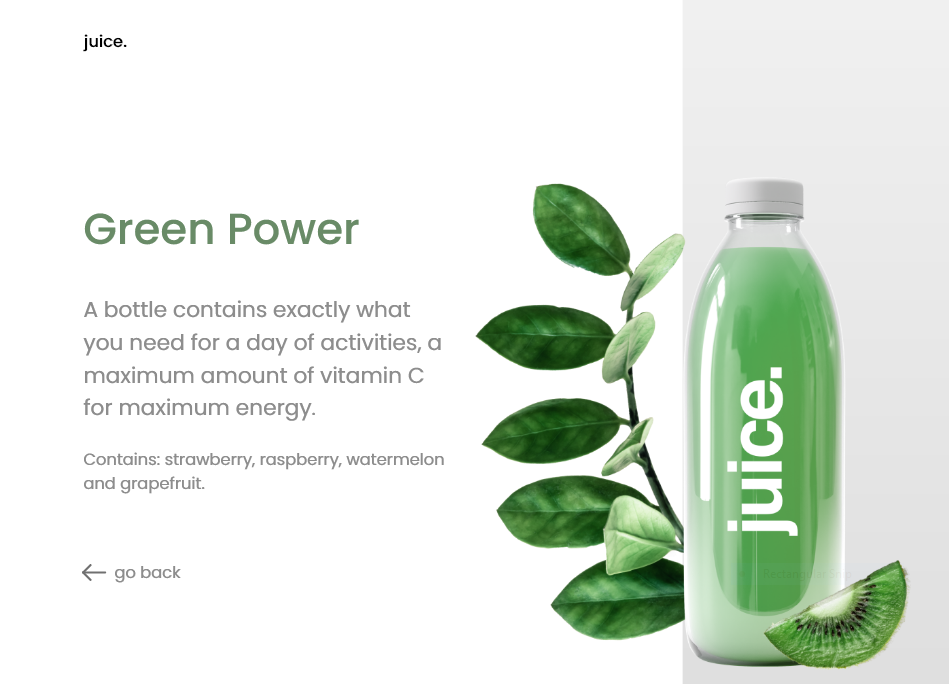 juice.
Green Power
A bottle contains exactly what
you need for a day of activities, a
maximum amount of vitamin C
for maximum energy.
Contains: strawberry, raspberry, watermelon
and grapefruit.
go back
juice.